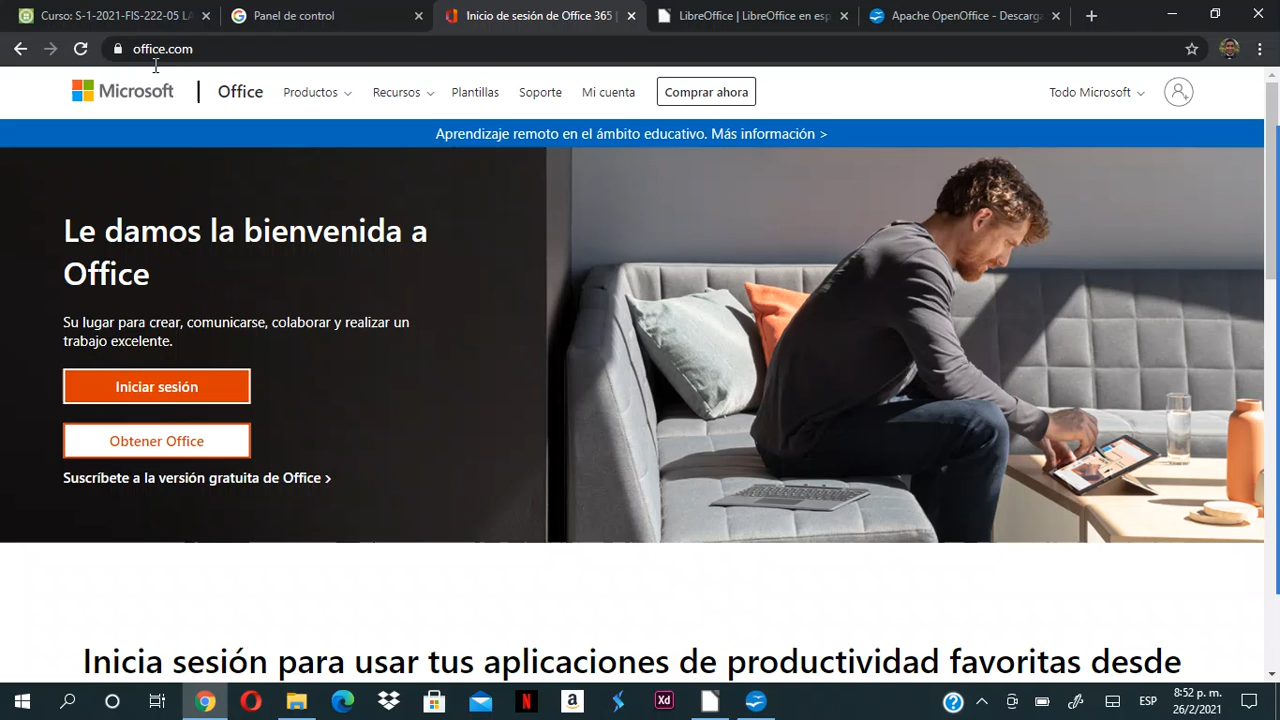 Curso: S-1-2021-FIS-222-05 LA
Panel de control
Inicio de sesión de Office 365 |
LibreOffice | LibreOffice en esp
Apache OpenOffice - Descarga
office.com
Microsoft
Office
Productos
Recursos
Plantillas
Soporte
Mi cuenta
Comprar ahora
Todo Microsoft
Aprendizaje remoto en el ámbito educativo. Más información >
Le damos la bienvenida a
Office
Su lugar para crear, comunicarse, colaborar y realizar un
trabajo excelente.
Iniciar sesión
Obtener Office
Suscríbete a la versión gratuita de Office >
Inicia sesión para usar tus aplicaciones de productividad favoritas desde
N
a
Xd
ESP
8:52 p. m.
26/2/2021